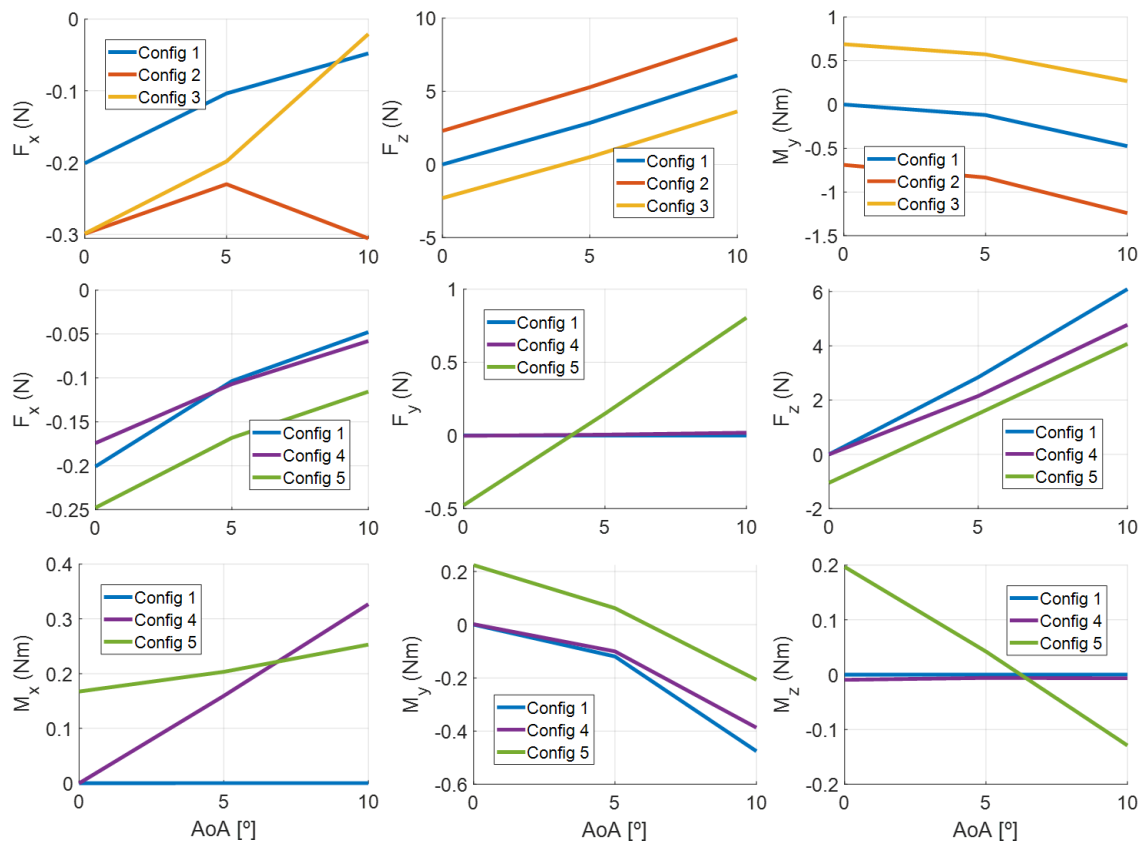 0
-0.1
-0.2
-0.3
F_x (N)
Config 1
Config 2
Config 3
0 5 10
10
5
0
-5
F_z (N)
Config 1
Config 2
Config 3
0 5 10
1
0.5
0
-0.5
-1
-1.5
M_y (Nm)
Config 1
Config 2
Config 3
0 5 10
0
-0.05
-0.1
-0.15
-0.2
-0.25
F_x (N)
Config 1
Config 4
Config 5
0 5 10
1
0.5
0
-0.5
F_y (N)
Config 1
Config 4
Config 5
0 5 10
6
4
2
0
-2
F_z (N)
Config 1
Config 4
Config 5
0 5 10
0.4
0.3
0.2
0.1
0
M_x (Nm)
Config 1
Config 4
Config 5
0 5 10
AoA [º]
0.2
0
-0.2
-0.4
-0.6
M_y (Nm)
Config 1
Config 4
Config 5
0 5 10
AoA [º]
0.2
0.1
0
-0.1
-0.2
M_z (Nm)
Config 1
Config 4
Config 5
0 5 10
AoA [º]